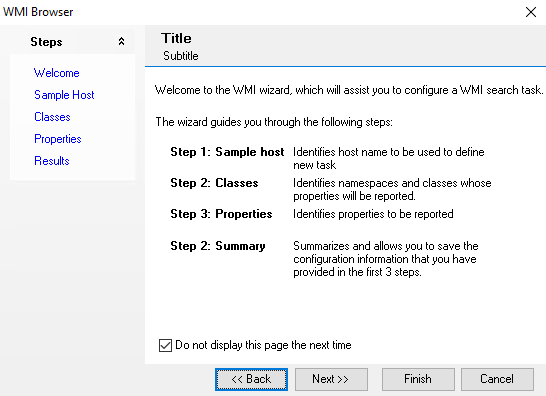 WMI Browser
Steps
Welcome
Sample Host
Classes
Properties
Results
Title
Subtitle
Welcome to the WMI wizard, which will assist you to configure a WMI search task.
The wizard guides you through the following steps:
Step 1: Sample host Identifies host name to be used to define
new task
Step 2: Classes Identifies namespaces and classes whose
properties will be reported.
Step 3: Properties Identifies properties to be reported
Step 2: Summary Summarizes and allows you to save the
configuration information that you have
provided in the first 3 steps.
Do not display this page the next time
<< Back Next >> Finish Cancel